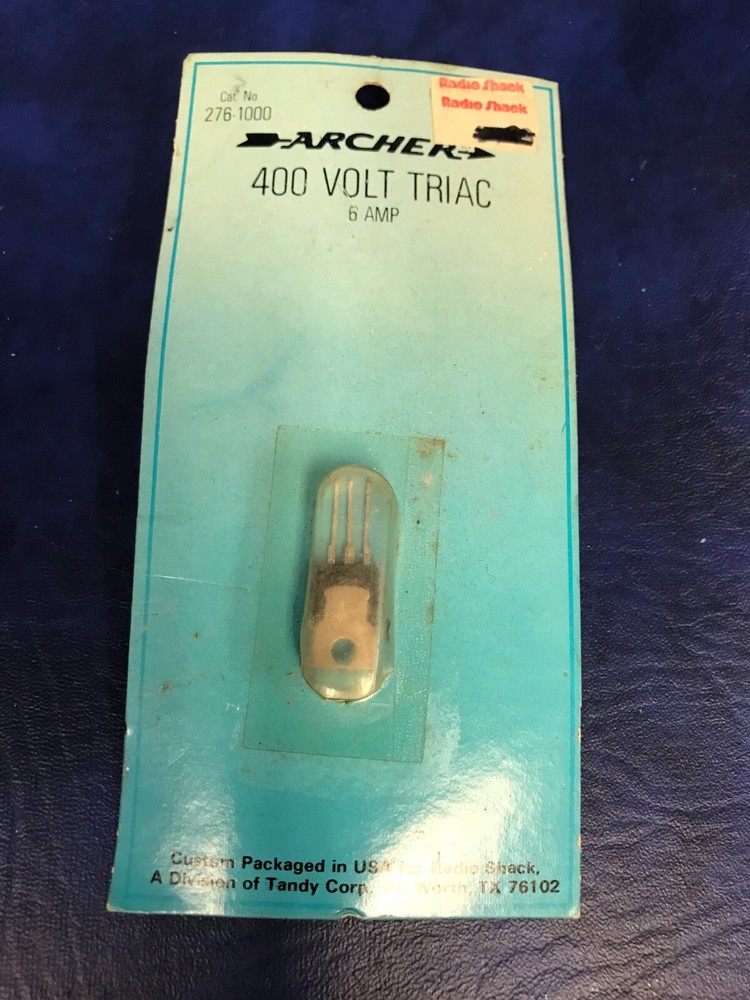 Cat. No.
276-1000
Radio Shack
Radio Shack
ARCHER
400 VOLT TRIAC
6 AMP
Custom Packaged in USA for Radio Shack,
A Division of Tandy Corp., Ft. Worth, TX 76102